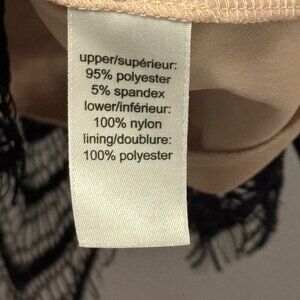 upper/supérieur:
95% polyester
5% spandex
lower/inférieur:
100% nylon
lining/doublure:
100% polyester